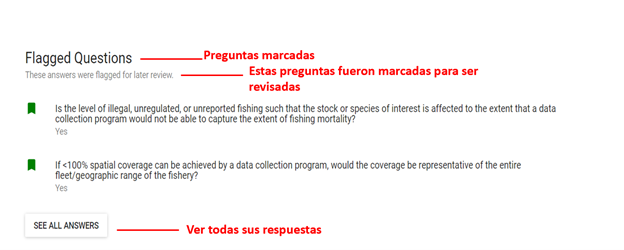 Flagged Questions
Preguntas marcadas
These answers were flagged for later review.
Estas preguntas fueron marcadas para ser
revisadas
Is the level of illegal, unregulated, or unreported fishing such that the stock or species of interest is affected to the extent that a data
collection program would not be able to capture the extent of fishing mortality?
Yes
If <100% spatial coverage can be achieved by a data collection program, would the coverage be representative of the entire
fleet/geographic range of the fishery?
Yes
SEE ALL ANSWERS
Ver todas sus respuestas